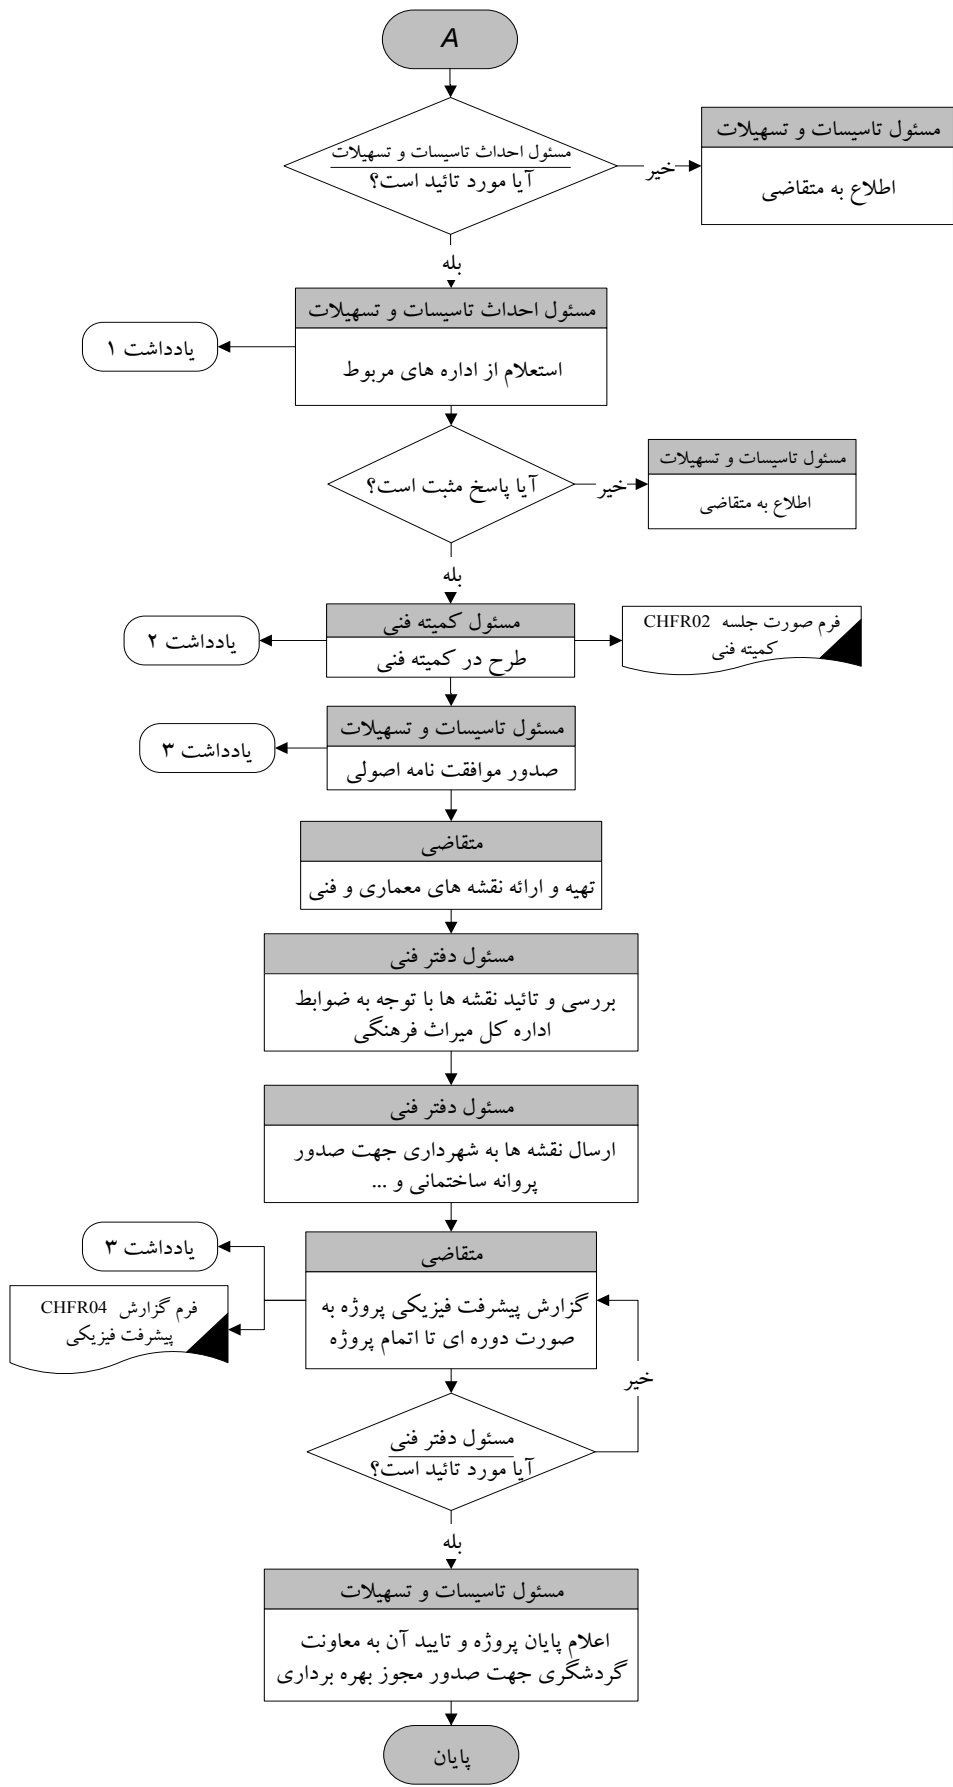 A
مسئول احداث تاسیسات و تسهیلات
آیا مورد تائید است؟
خیر
مسئول تاسیسات و تسهیلات
اطلاع به متقاضی
بله
مسئول احداث تاسیسات و تسهیلات
استعلام از اداره های مربوط
یادداشت ۱
آیا پاسخ مثبت است؟
خیر
مسئول تاسیسات و تسهیلات
اطلاع به متقاضی
بله
مسئول کمیته فنی
طرح در کمیته فنی
فرم صورت جلسه CHFR02
کمیته فنی
یادداشت ۲
مسئول تاسیسات و تسهیلات
صدور موافقت نامه اصولی
یادداشت ۳
متقاضی
تهیه و ارائه نقشه های معماری و فنی
مسئول دفتر فنی
بررسی و تائید نقشه ها با توجه به ضوابط
اداره کل میراث فرهنگی
مسئول دفتر فنی
ارسال نقشه ها به شهرداری جهت صدور
پروانه ساختمانی و ...
متقاضی
گزارش پیشرفت فیزیکی پروژه به
صورت دوره ای تا اتمام پروژه
یادداشت ۳
فرم گزارش CHFR04
پیشرفت فیزیکی
خیر
مسئول دفتر فنی
آیا مورد تائید است؟
بله
مسئول تاسیسات و تسهیلات
اعلام پایان پروژه و تایید آن به معاونت
گردشگری جهت صدور مجوز بهره برداری
پایان